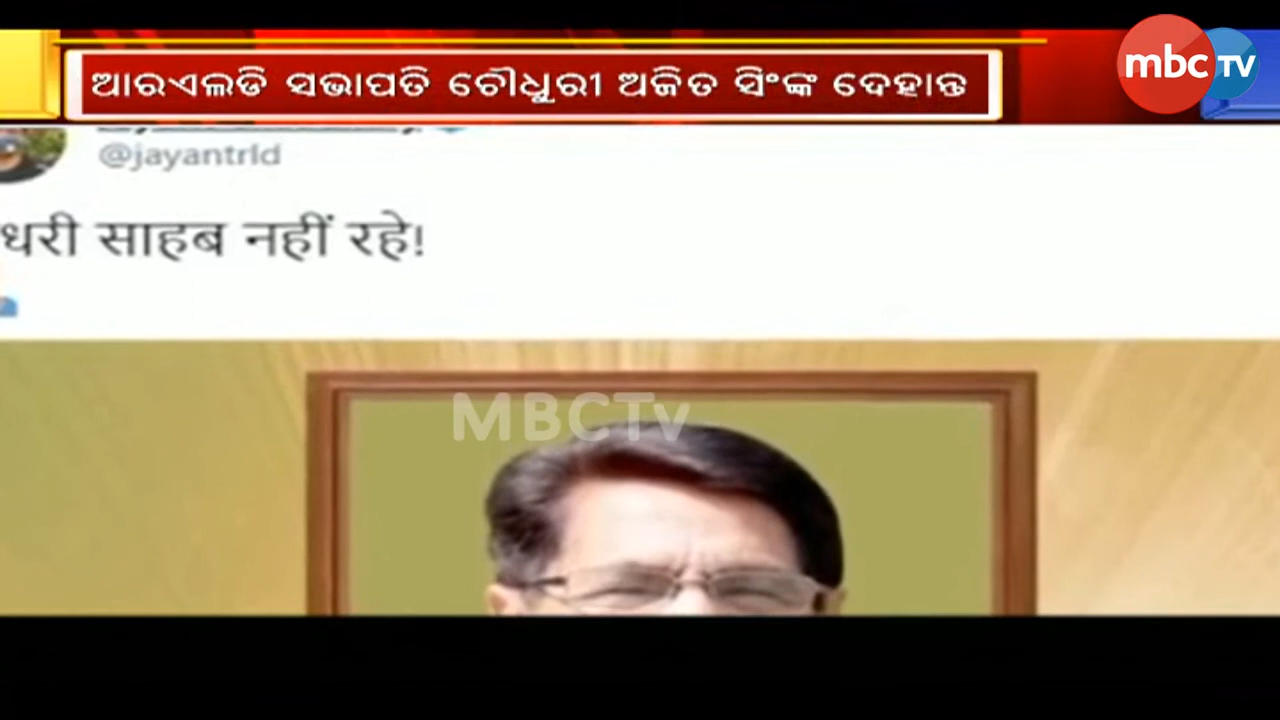 ଆରଏଲଡି ସଭାପତି ଚୌଧୁରୀ ଅଜିତ ସିଂଙ୍କ ଦେହାନ୍ତ
mbc TV
@jayantrld
धरी साहब नहीं रहे!
MBCTv